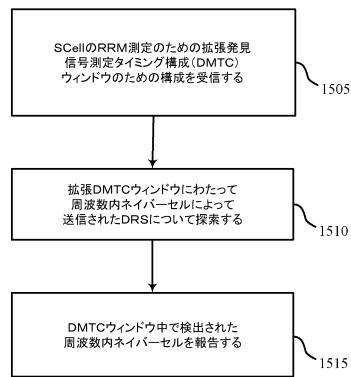 SCellのRRM測定のための拡張発見
信号測定タイミング構成(DMTC)
ウィンドウのための構成を受信する
1505
拡張DMTCウィンドウにわたって
周波数内ネイバーセルによって
送信されたDRSについて探索する
1510
DMTCウィンドウ中で検出された
周波数内ネイバーセルを報告する
1515